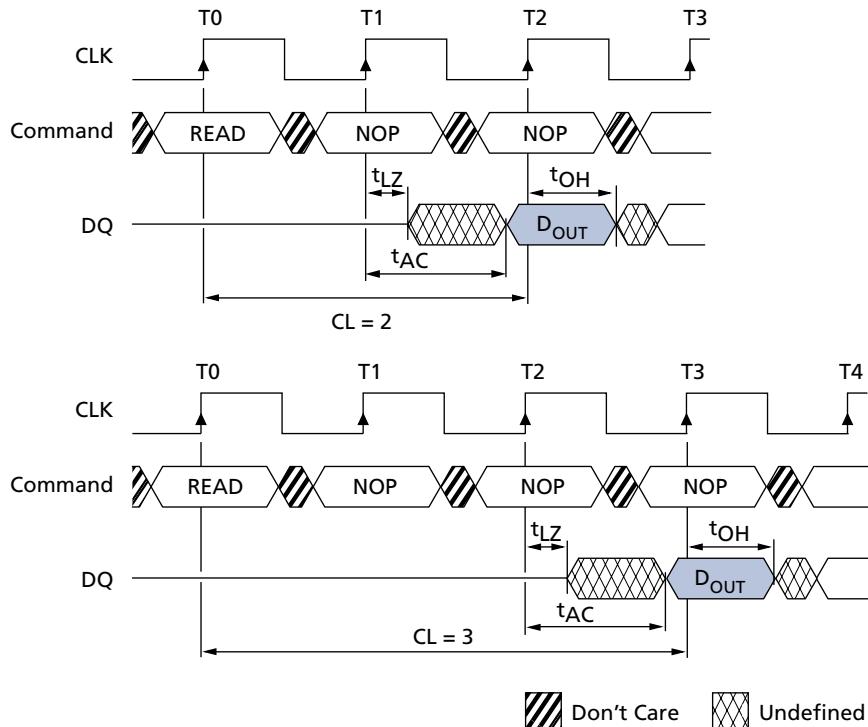 T0 T1 T2 T3
CLK
Command READ NOP NOP
tLZ tOH
DQ DOUT
tAC
CL = 2
T0 T1 T2 T3 T4
CLK
Command READ NOP NOP NOP
tLZ tOH
DQ DOUT
tAC
CL = 3
Don't Care Undefined